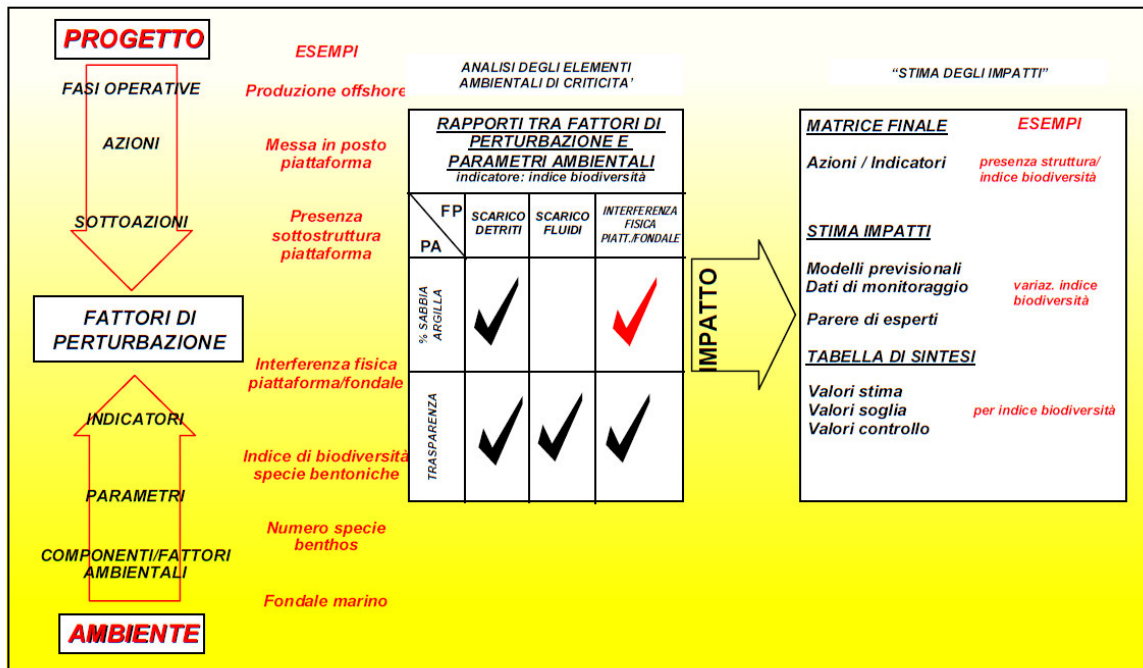 PROGETTO
FASI OPERATIVE
AZIONI
SOTTOAZIONI
FATTORI DI
PERTURBAZIONE
INDICATORI
PARAMETRI
COMPONENTI/FATTORI
AMBIENTALI
AMBIENTE
ESEMPI
Produzione offshore
Messa in posto
piattaforma
Presenza
sottostruttura
piattaforma
Interferenza fisica
piattaforma/fondale
Indice di biodiversità
specie bentoniche
Numero specie
benthos
Fondale marino
ANALISI DEGLI ELEMENTI
AMBIENTALI DI CRITICITA'
RAPPORTI TRA FATTORI DI
PERTURBAZIONE E
PARAMETRI AMBIENTALI
indicatore: indice biodiversità
FP
PA
SCARICO
DETRITI
SCARICO
FLUIDI
INTERFERENZA
FISICA
PIATT./FONDALE
% SABBIA
ARGILLA
TRASPARENZA
IMPATTO
"STIMA DEGLI IMPATTI"
MATRICE FINALE
ESEMPI
Azioni / Indicatori
presenza struttura/
indice biodiversità
STIMA IMPATTI
Modelli previsionali
Dati di monitoraggio
variaz. indice
biodiversità
Parere di esperti
TABELLA DI SINTESI
Valori stima
Valori soglia
per indice biodiversità
Valori controllo